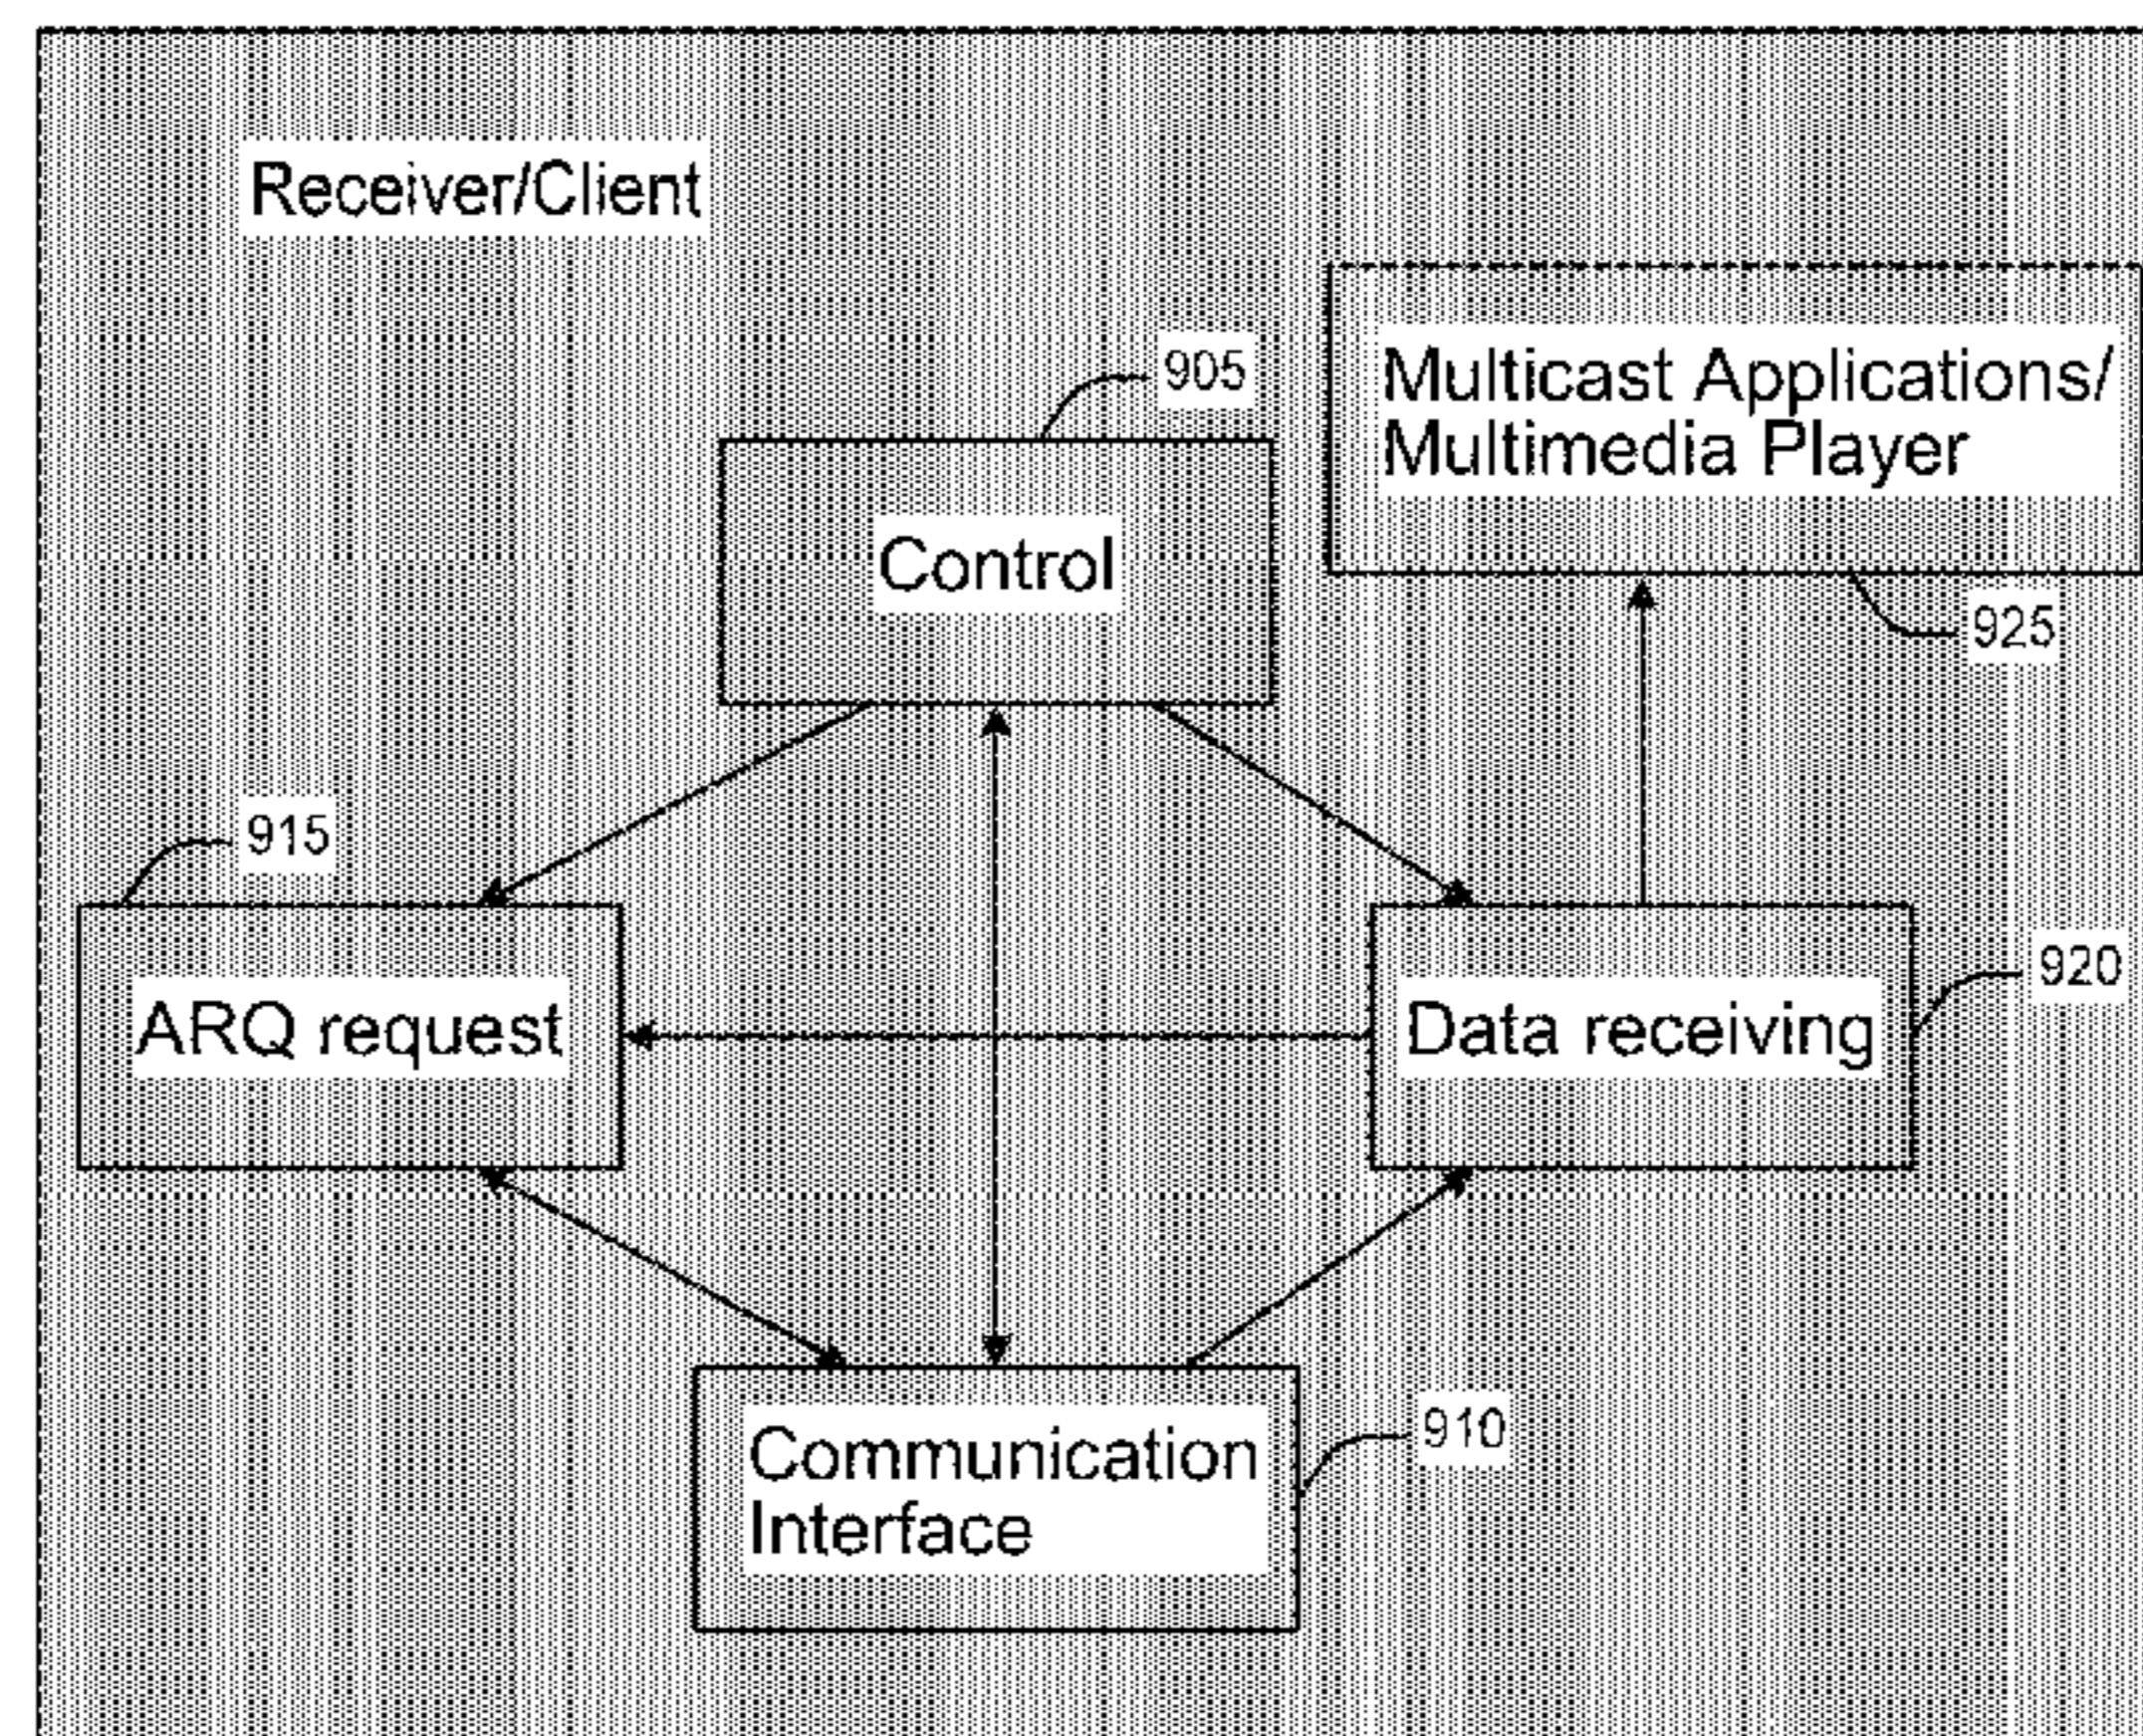 Receiver/Client
905
Multicast Applications/
Multimedia Player
Control
925
915
920
ARQ request
Data receiving
910
Communication
Interface